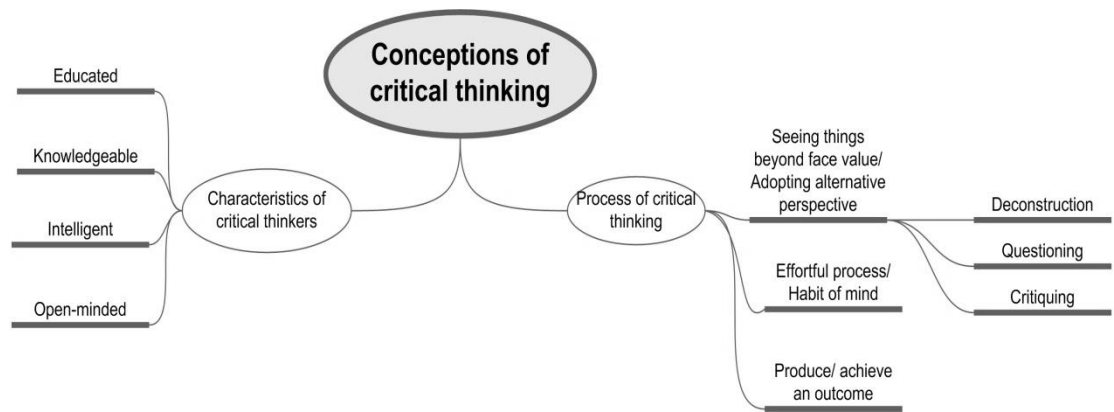 Conceptions of
critical thinking
Educated
Knowledgeable
Intelligent
Open-minded
Characteristics of
critical thinkers
Process of critical
thinking
Seeing things
beyond face value/
Adopting alternative
perspective
Effortful process/
Habit of mind
Produce/ achieve
an outcome
Deconstruction
Questioning
Critiquing